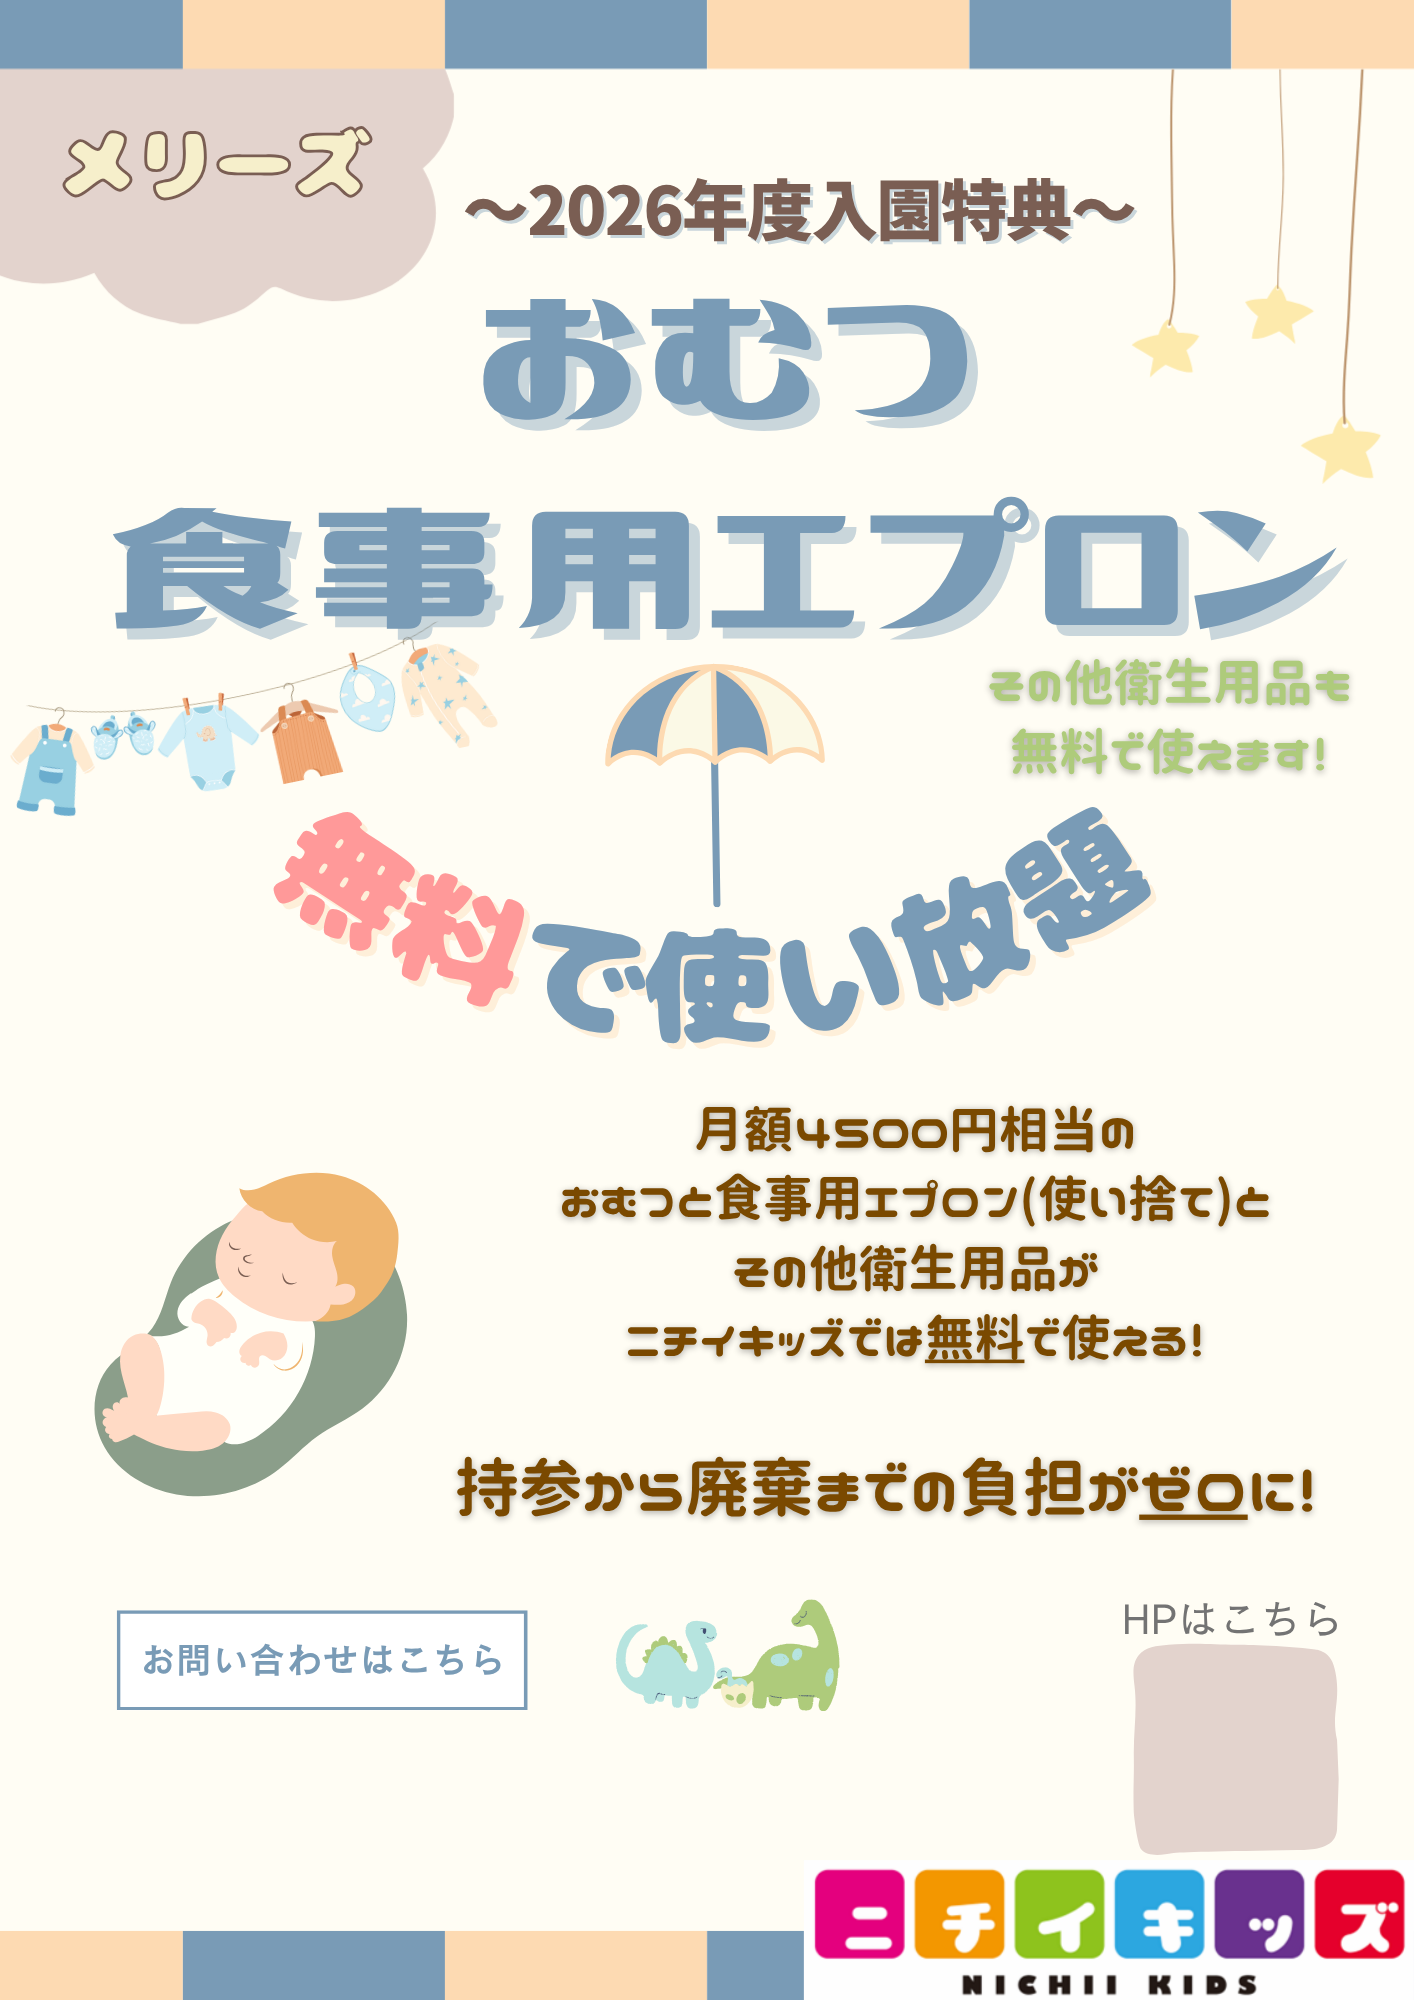 メリーズ
～2026年度入園特典～
おむつ
食事用エプロン
その他衛生用品も
無料で使えます!
無料で使い放題
月額4500円相当の
おむつと食事用エプロン(使い捨て)と
その他衛生用品が
ニチイキッズでは無料で使える!
持参から廃棄までの負担がゼロに!
お問い合わせはこちら
HPはこちら
ニチイキッズ
NICHII KIDS